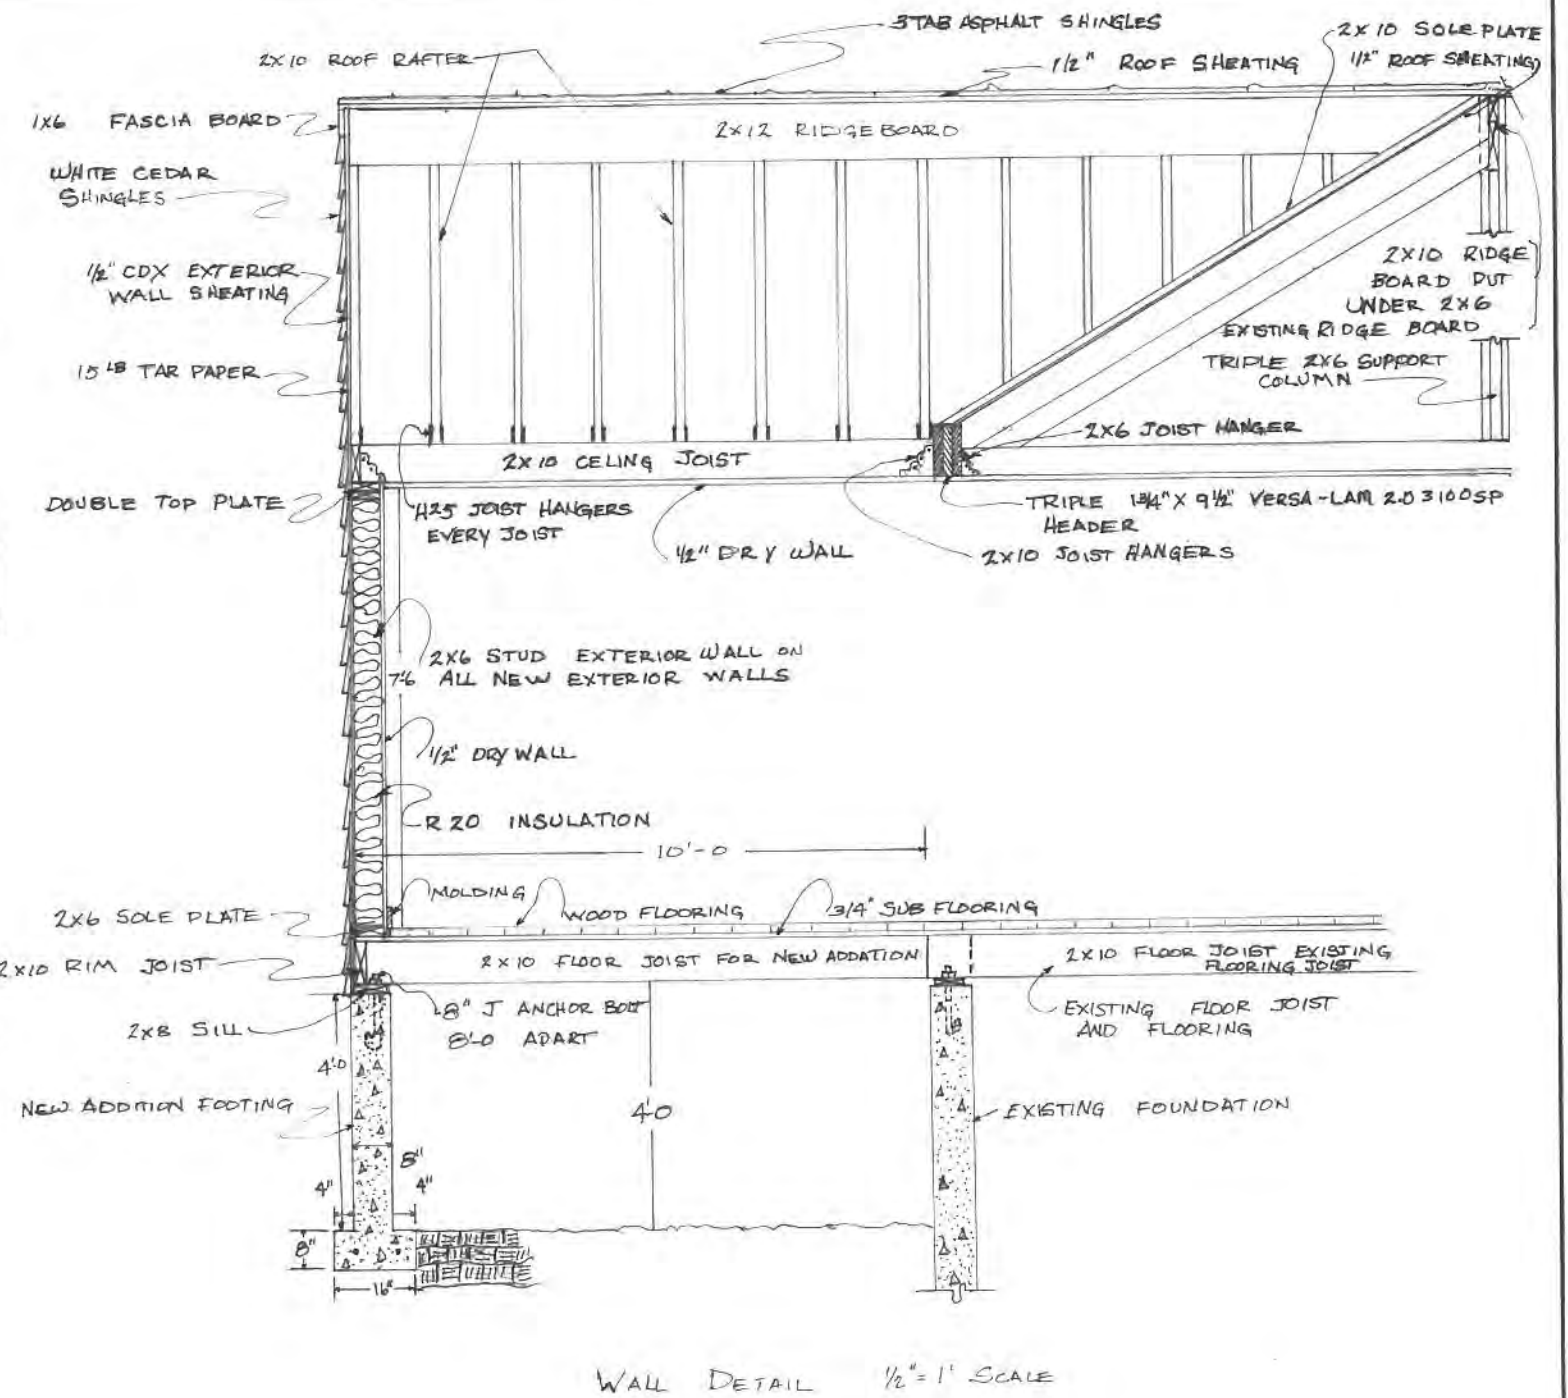 3 TAB ASPHALT SHINGLES
2X10 SOLE PLATE
2X10 ROOF RAFTER
1/2" ROOF SHEATING
1/2" ROOF SHEATING
1X6 FASCIA BOARD
2X12 RIDGE BOARD
WHITE CEDAR
SHINGLES
1/2" CDX EXTERIOR
WALL SHEATING
2X10 RIDGE
BOARD PUT
UNDER 2X6
EXISTING RIDGE BOARD
15 LB TAR PAPER
TRIPLE 2X6 SUPPORT
COLUMN
2X6 JOIST HANGER
2X10 CELING JOIST
DOUBLE TOP PLATE
H25 JOIST HANGERS
EVERY JOIST
TRIPLE 1 3/4" X 9 1/2" VERSA-LAM 2.0 3100 SP
HEADER
1/2" DRY WALL
2X10 JOIST HANGERS
2X6 STUD EXTERIOR WALL ON
ALL NEW EXTERIOR WALLS
7'6
1/2" DRY WALL
R 20 INSULATION
10'-0
MOLDING
WOOD FLOORING
3/4" SUB FLOORING
2X6 SOLE PLATE
2X10 RIM JOIST
2X10 FLOOR JOIST FOR NEW ADDATION
2X10 FLOOR JOIST EXISTING
FLOORING JOIST
8" J ANCHOR BOLT
8'-0 APART
EXISTING FLOOR JOIST
AND FLOORING
2X8 SILL
4'-0
NEW ADDITION FOOTING
4'0
EXISTING FOUNDATION
8"
4"
4"
8"
16"
WALL DETAIL 1/2" = 1' SCALE